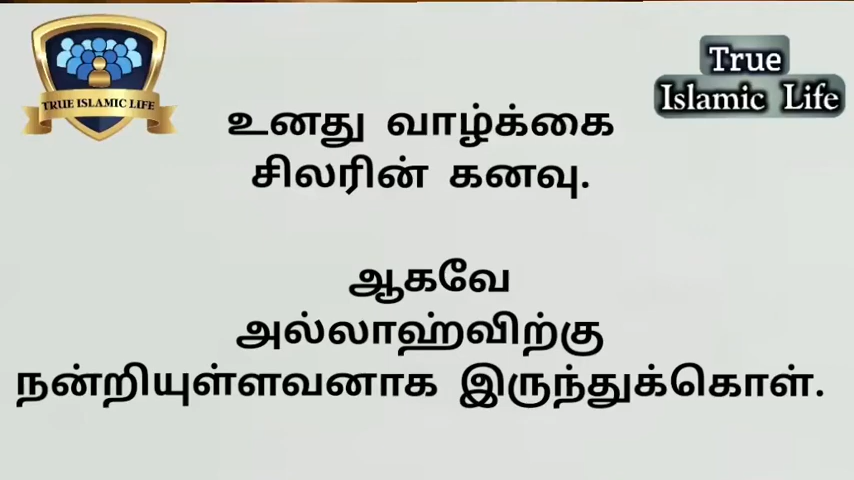 TRUE ISLAMIC LIFE
True
Islamic Life
உனது வாழ்க்கை
சிலரின் கனவு.
ஆகவே
அல்லாஹ்விற்கு
நன்றியுள்ளவனாக இருந்துக்கொள்.